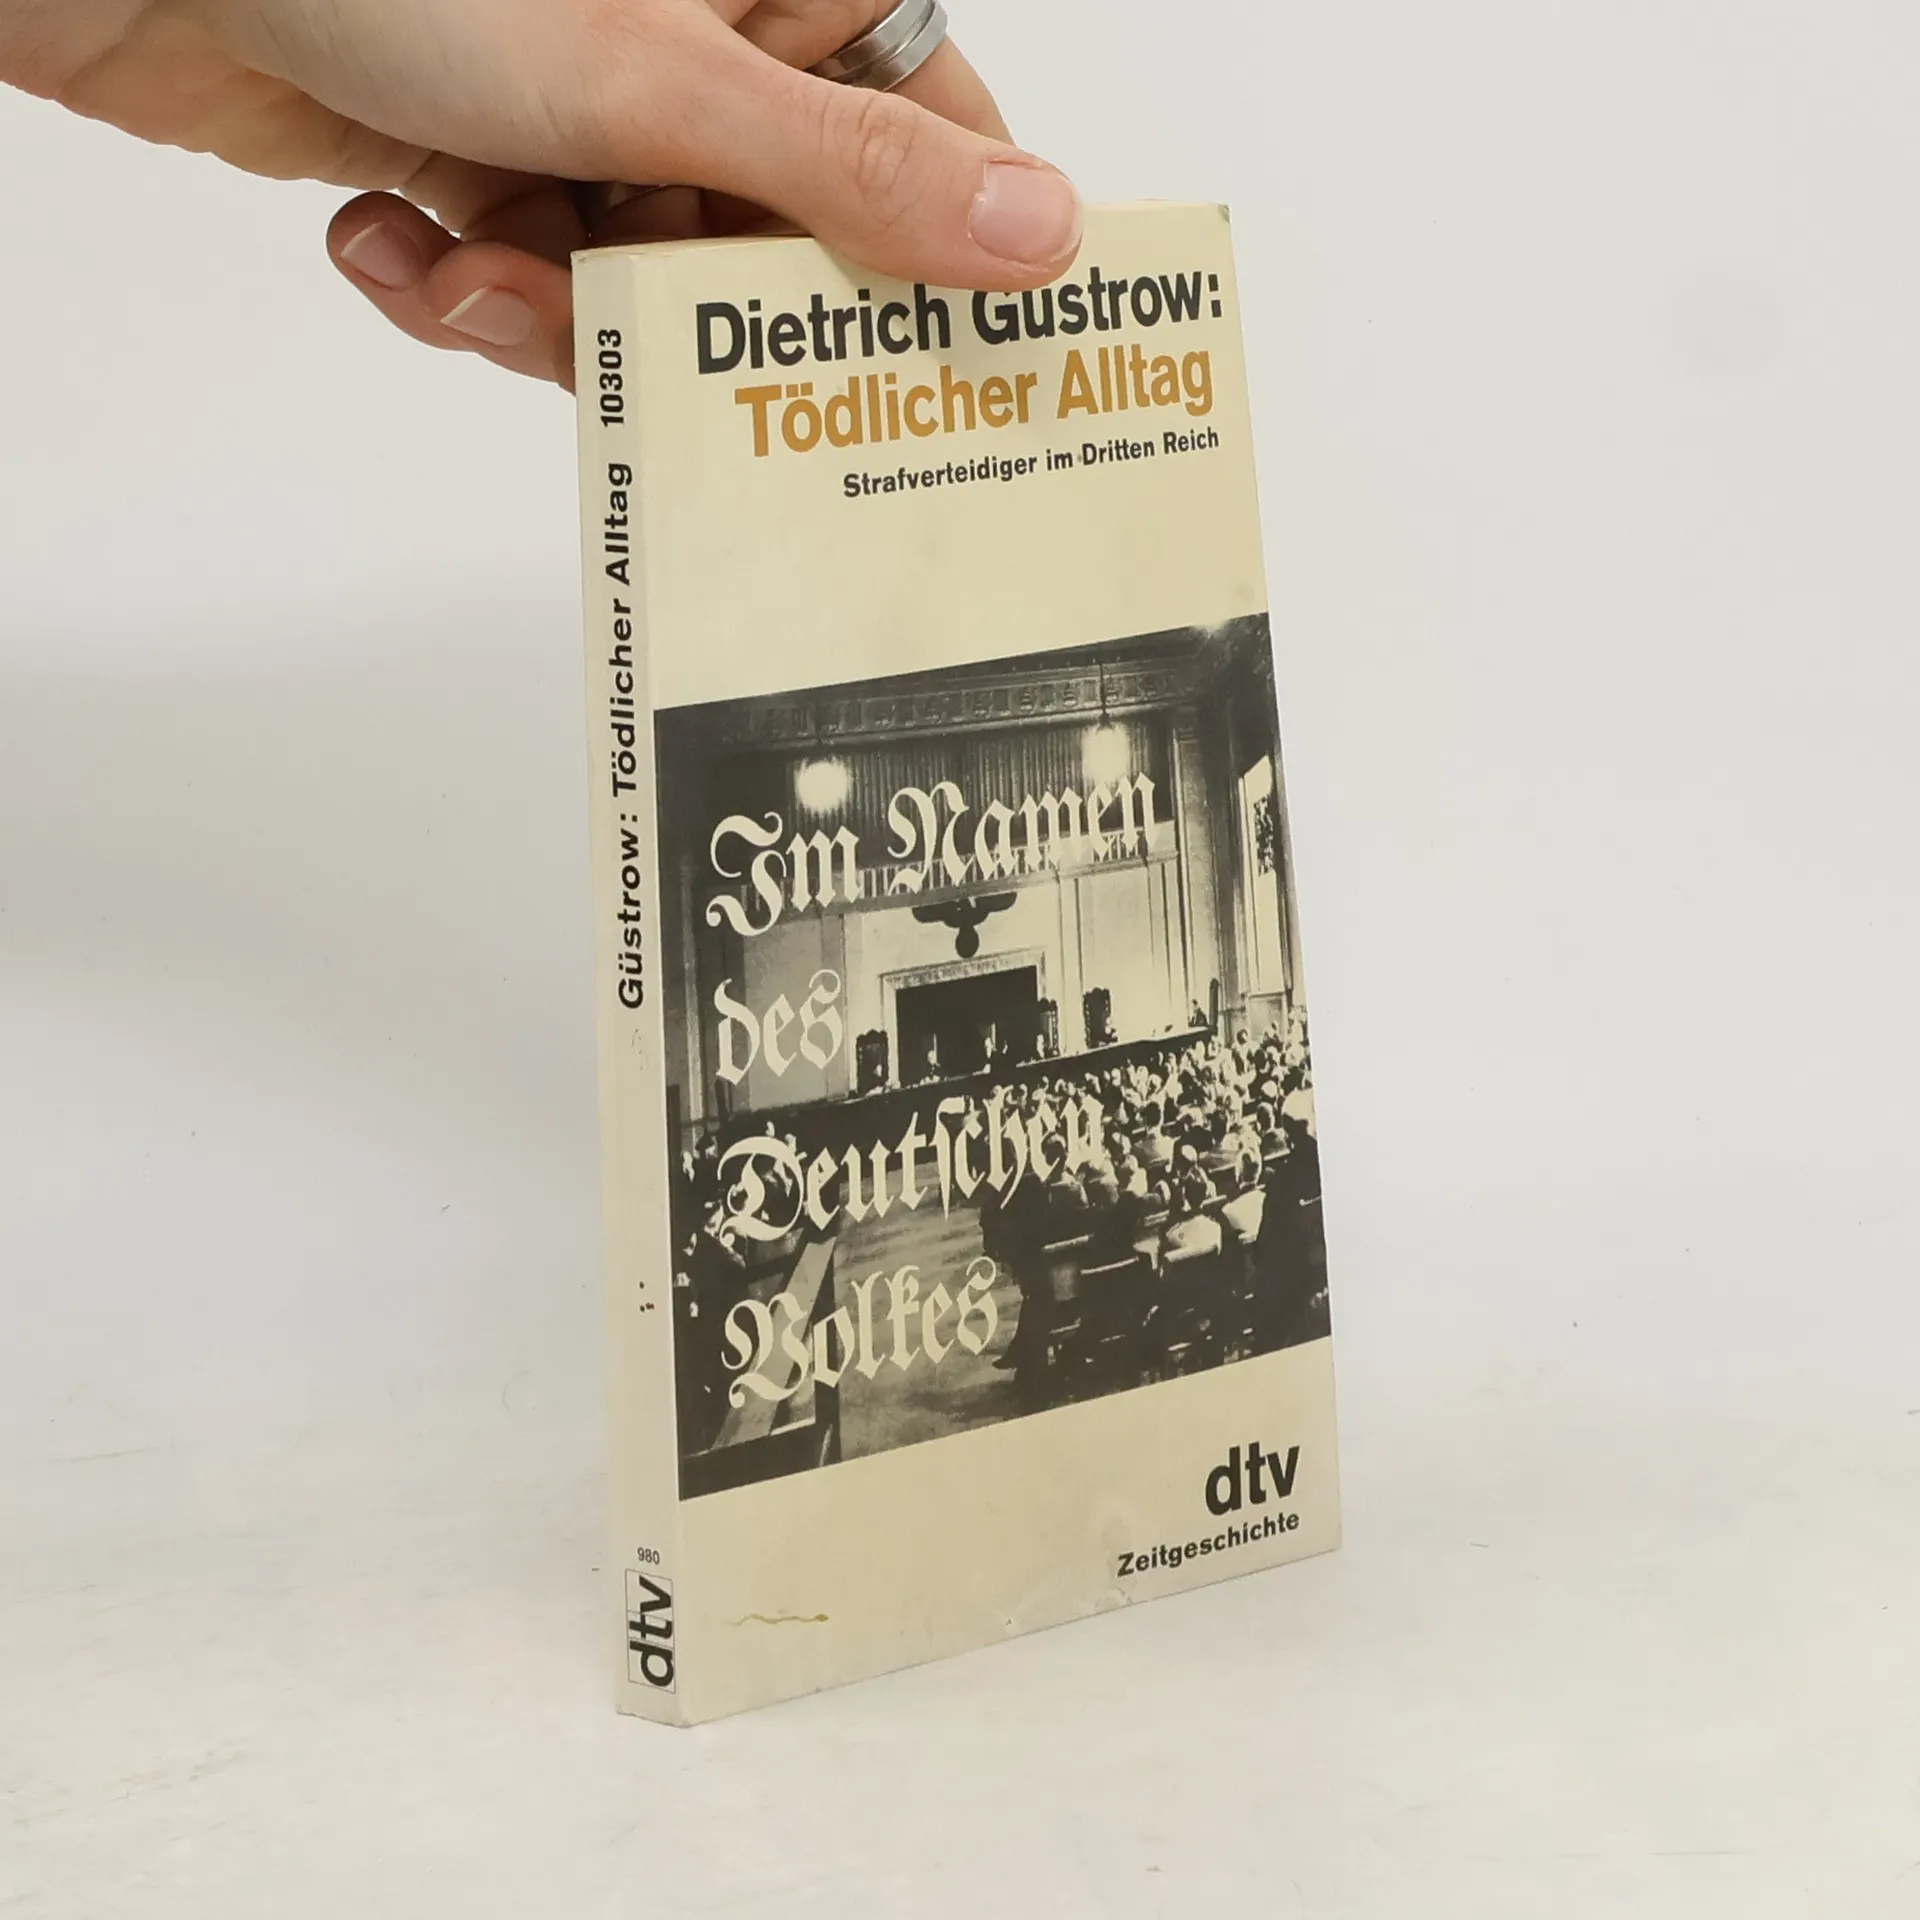 Dietrich Güstrow:
Tödlicher Alltag
Strafverteidiger im Dritten Reich
Im Namen
des
Deutſchen
Volkes
dtv
Zeitgeschichte
Güstrow: Tödlicher Alltag 10303
980
dtv